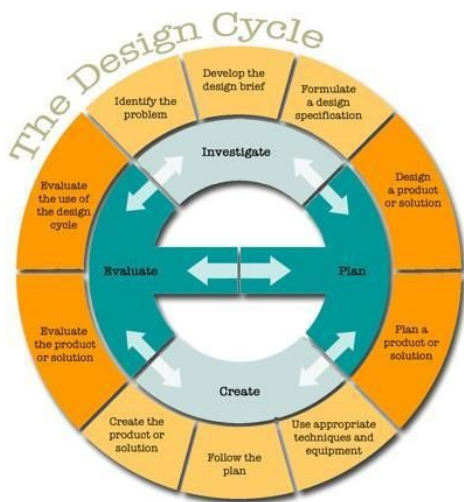 The Design Cycle
Identify the
problem
Develop the
design brief
Formulate
a design
specification
Design
a product
or solution
Plan a
product or
solution
Use appropriate
techniques and
equipment
Follow the
plan
Create the
product or
solution
Evaluate
the product
or solution
Evaluate
the use of
the design
cycle
Investigate
Plan
Create
Evaluate